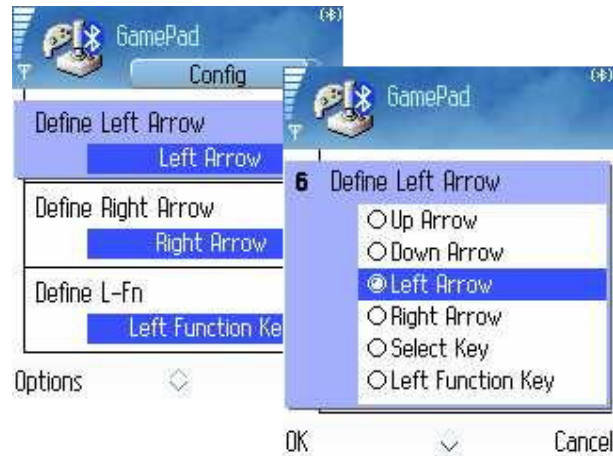 GamePad
Config
Define Left Arrow
Left Arrow
Define Right Arrow
Right Arrow
Define L-Fn
Left Function Ke
Options
GamePad
6 Define Left Arrow
Up Arrow
Down Arrow
Left Arrow
Right Arrow
Select Key
Left Function Key
OK
Cancel